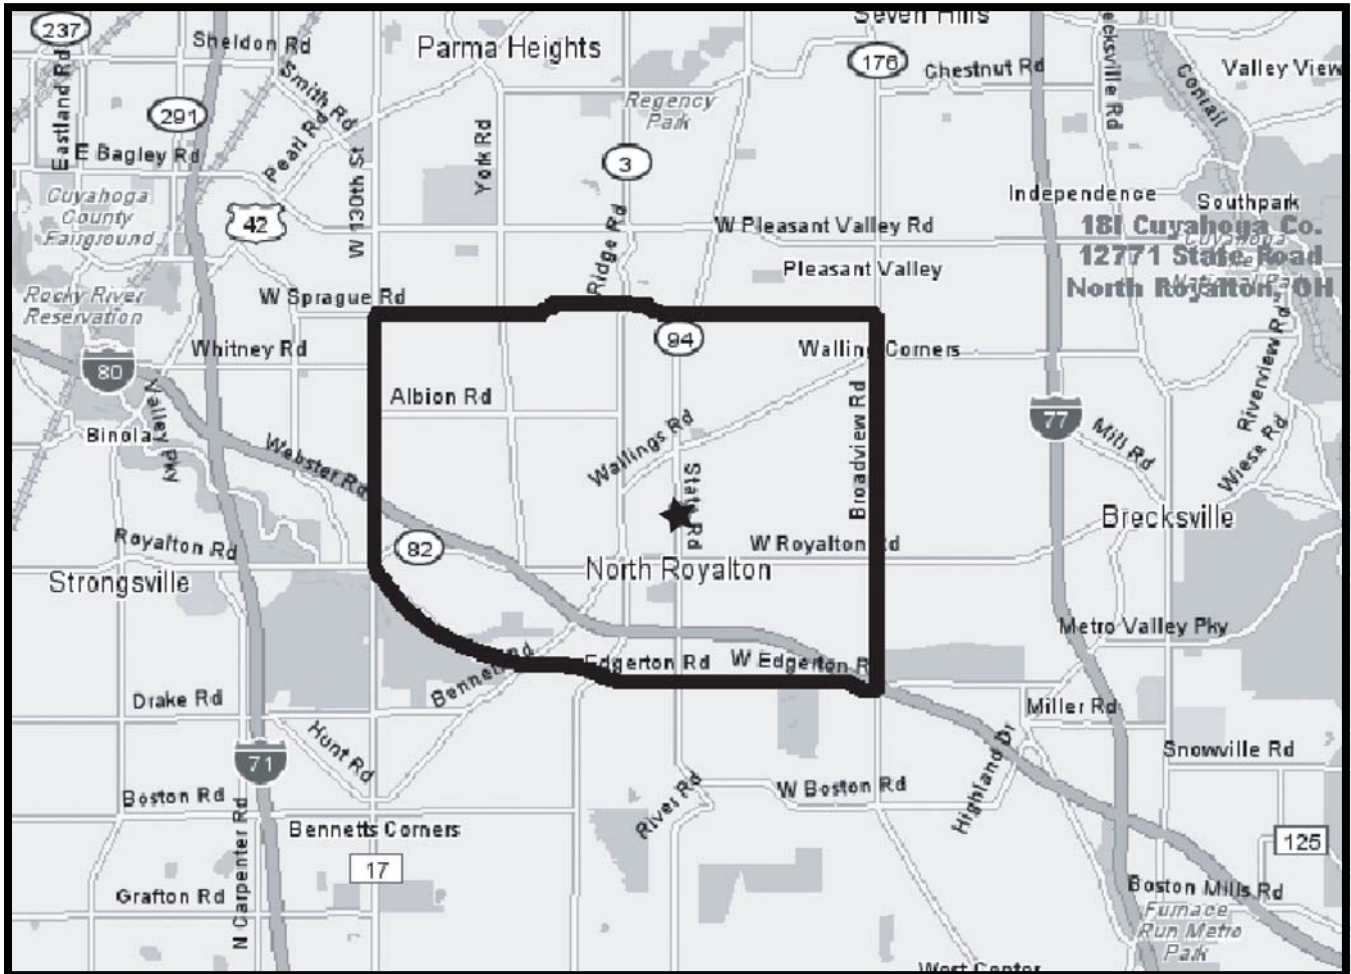 237
Sheldon Rd
Parma Heights
Seven Hills
176
Chestnut Rd
Valley View
Smith Rd
Regency
Park
Contail
291
Eastland Rd
Pearl Rd
W 130th St
York Rd
3
E Bagley Rd
Cuyahoga
County
Fairground
42
Ridge Rd
W Pleasant Valley Rd
Independence
Southpark
18I Cuyahoga Co.
12771 State Road
North Royalton, OH
Pleasant Valley
Rocky River
Reservation
W Sprague Rd
94
Whitney Rd
Walling Corners
80
Albion Rd
Valley Pky
Binola
Webster Rd
Wallings Rd
State Rd
Broadview Rd
77
Mill Rd
Riverview Rd
Wiese Rd
Brecksville
Royalton Rd
82
W Royalton Rd
Strongsville
North Royalton
Metro Valley Pky
Edgerton Rd
W Edgerton R
Drake Rd
Miller Rd
Hunt Rd
71
Highland Dr
Snowville Rd
Boston Rd
River Rd
W Boston Rd
Bennetts Corners
125
17
N Carpenter Rd
Grafton Rd
Boston Mills Rd
Furnace
Run Metro
Park
West Center